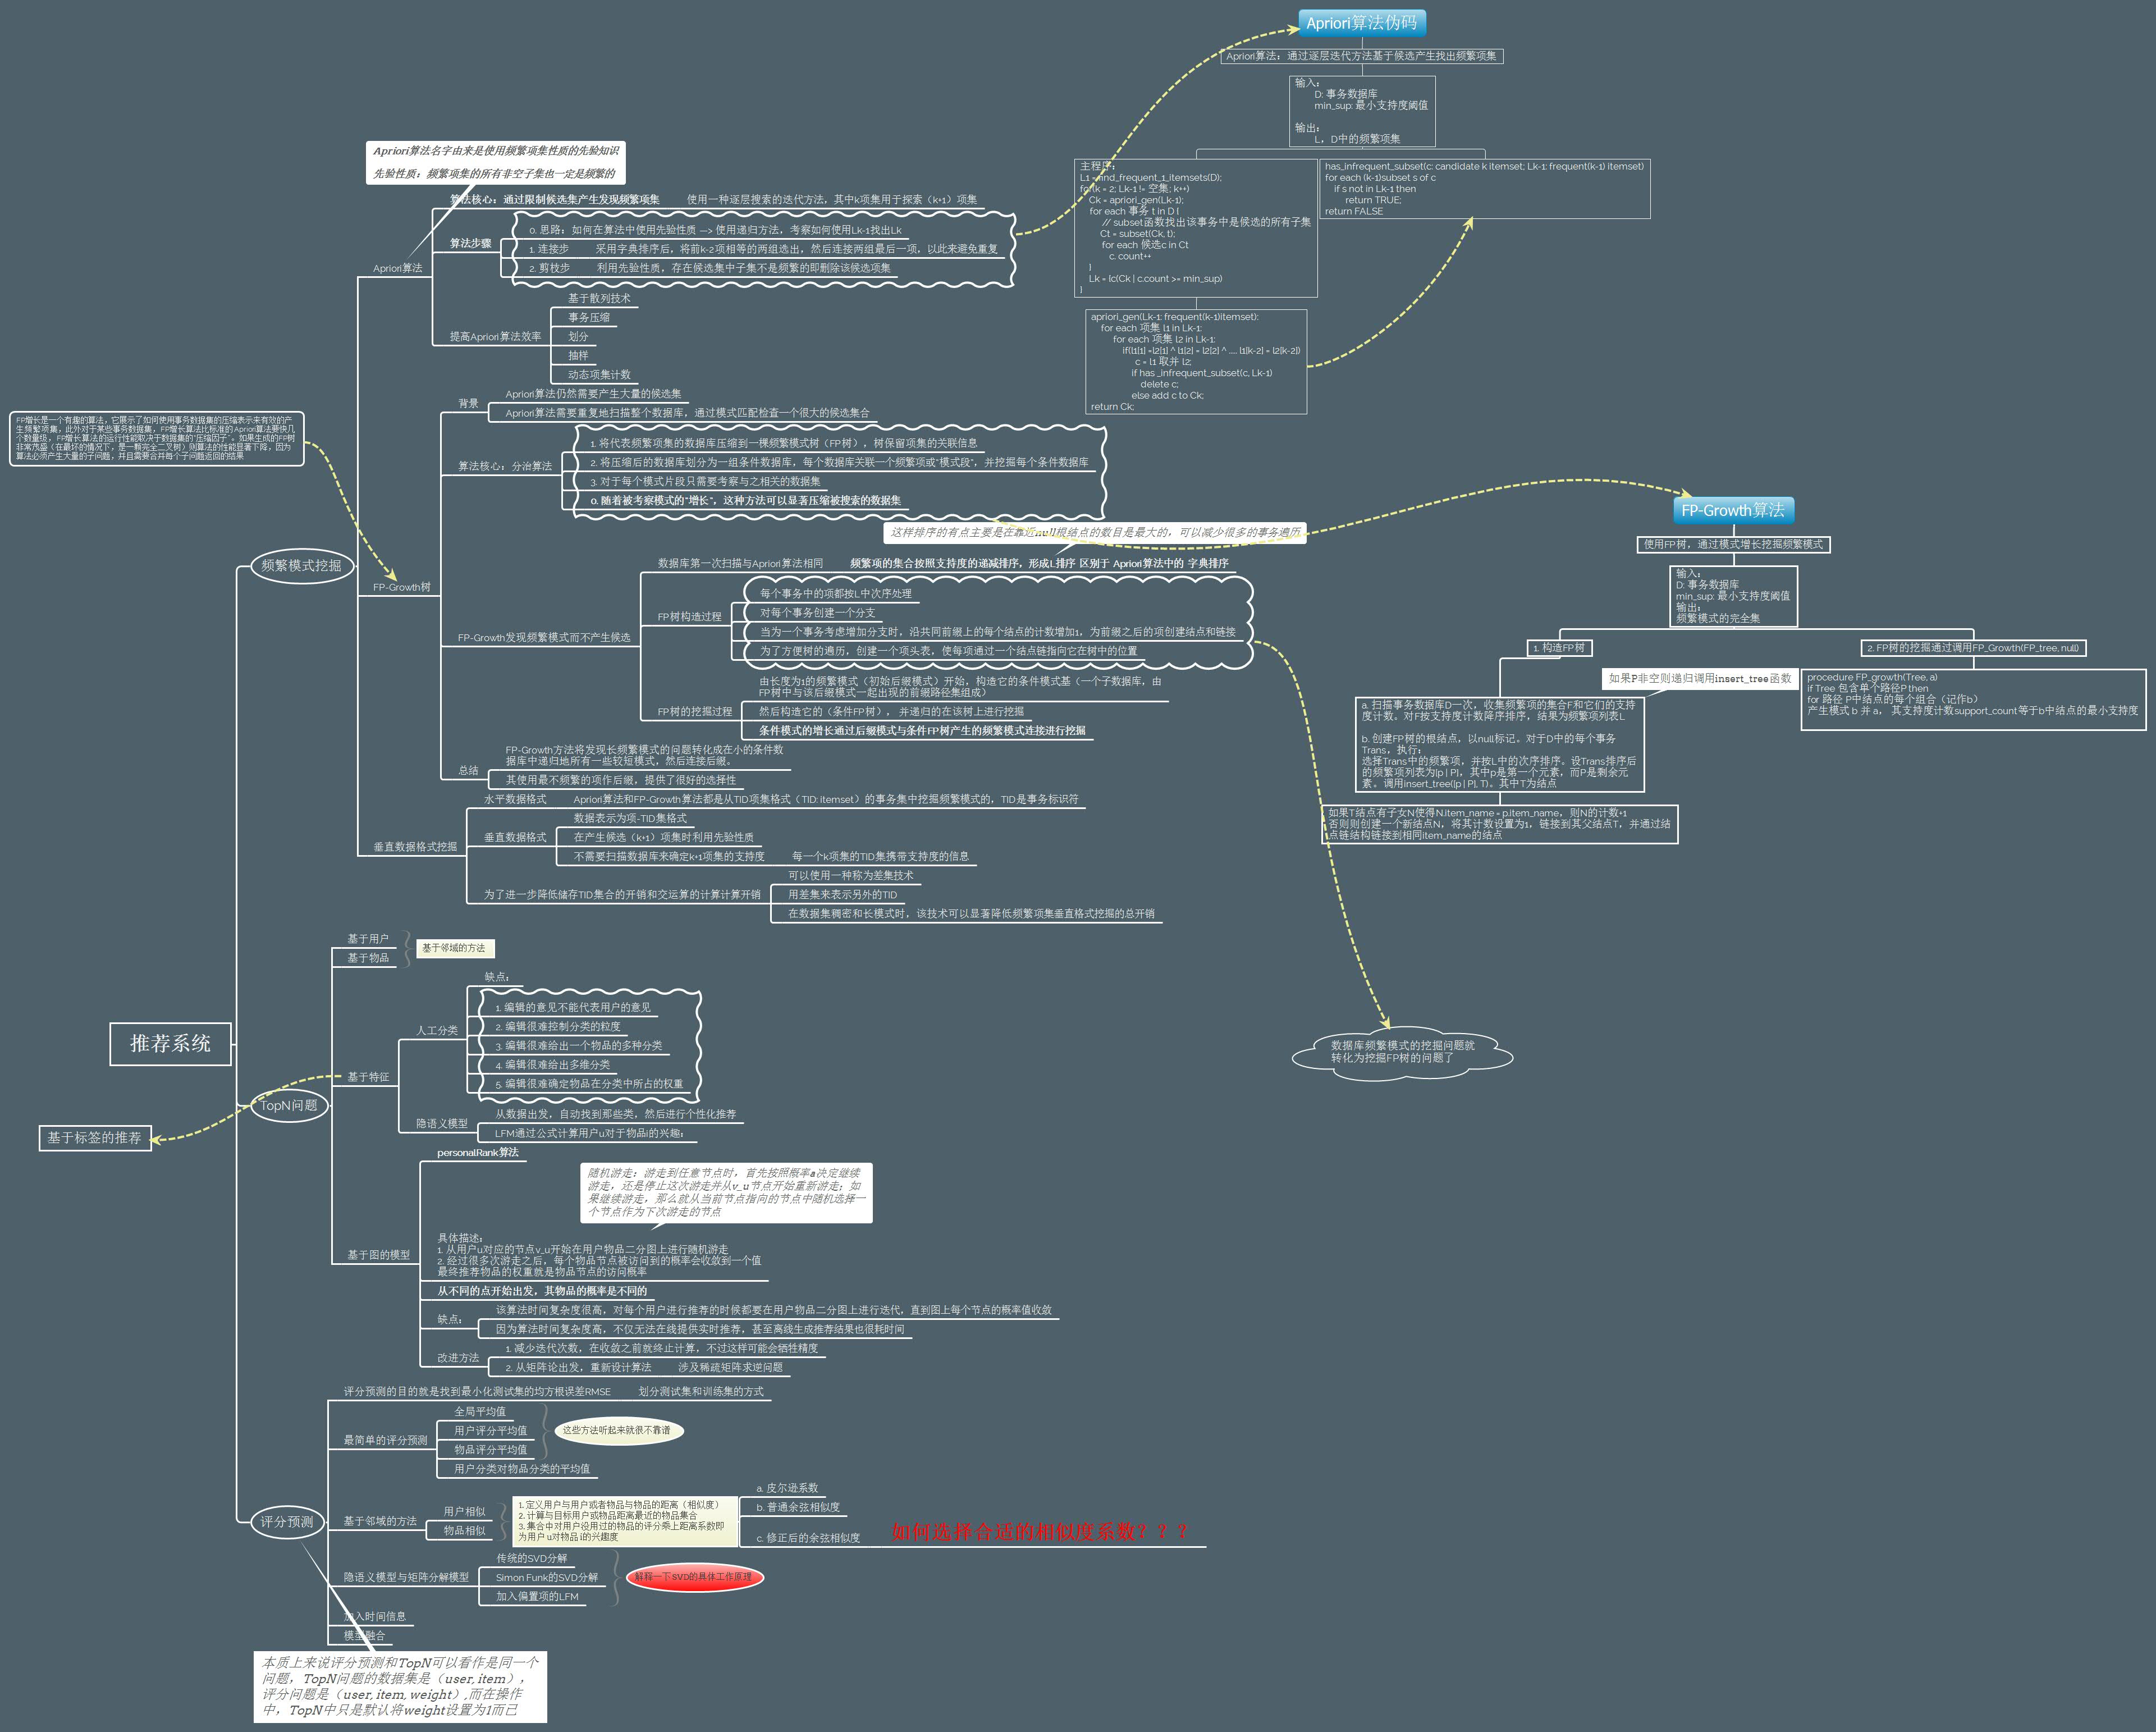 Apriori算法伪码
Apriori算法：通过逐层迭代方法基于候选产生找出频繁项集
输入：
D: 事务数据库
min_sup: 最小支持度阈值
输出：
L，D中的频繁项集
主程序：
L1 =find_frequent_1_itemsets(D);
for(k = 2; Lk-1 != 空集; k++)
Ck = apriori_gen(Lk-1);
for each 事务 t in D {
// subset函数找出该事务中是候选的所有子集
Ct = subset(Ck, t);
for each 候选c in Ct
c. count++
}
Lk = {c(Ck | c.count >= min_sup)
}
apriori_gen(Lk-1: frequent(k-1)itemset):
for each 项集 l1 in Lk-1:
for each 项集 l2 in Lk-1:
if(l1[1] =l2[1] ^ l1[2] = l2[2] ^ ..... l1[k-2] = l2[k-2])
c = l1 取并 l2;
if has _infrequent_subset(c, Lk-1)
delete c;
else add c to Ck;
return Ck;
has_infrequent_subset(c: candidate k itemset; Lk-1: frequent(k-1) itemset)
for each (k-1)subset s of c
if s not in Lk-1 then
return TRUE;
return FALSE
Apriori算法名字由来是使用频繁项集性质的先验知识
先验性质：频繁项集的所有非空子集也一定是频繁的
算法核心：通过限制候选集产生发现频繁项集
使用一种逐层搜索的迭代方法，其中k项集用于探索（k+1）项集
算法步骤
0. 思路：如何在算法中使用先验性质 —> 使用递归方法，考察如何使用Lk-1找出Lk
1. 连接步
采用字典排序后，将前k-2项相等的两组选出，然后连接两组最后一项，以此来避免重复
2. 剪枝步
利用先验性质，存在候选集中子集不是频繁的即删除该候选项集
Apriori算法
提高Apriori算法效率
基于散列技术
事务压缩
划分
抽样
动态项集计数
FP增长是一个有趣的算法，它展示了如何使用事务数据集的压缩表示来有效的产
生频繁项集，此外对于某些事务数据集，FP增长算法比标准的Apriori算法要快几
个数量级，FP增长算法的运行性能取决于数据集的“压缩因子”。如果生成的FP树
非常茂盛（在最坏的情况下，是一颗完全二叉树）则算法的性能显著下降，因为
算法必须产生大量的子问题，并且需要合并每个子问题返回的结果
背景
Apriori算法仍然需要产生大量的候选集
Apriori算法需要重复地扫描整个数据库，通过模式匹配检查一个很大的候选集合
算法核心：分治算法
1. 将代表频繁项集的数据库压缩到一棵频繁模式树（FP树），树保留项集的关联信息
2. 将压缩后的数据库划分为一组条件数据库，每个数据库关联一个频繁项或“模式段”，并挖掘每个条件数据库
3. 对于每个模式片段只需要考察与之相关的数据集
0. 随着被考察模式的“增长”，这种方法可以显著压缩被搜索的数据集
这样排序的有点主要是在靠近null根结点的数目是最大的，可以减少很多的事务遍历
频繁模式挖掘
FP-Growth树
FP-Growth发现频繁模式而不产生候选
数据库第一次扫描与Apriori算法相同
频繁项的集合按照支持度的递减排序，形成L排序 区别于 Apriori算法中的 字典排序
FP树构造过程
每个事务中的项都按L中次序处理
对每个事务创建一个分支
当为一个事务考虑增加分支时，沿共同前缀上的每个结点的计数增加1，为前缀之后的项创建结点和链接
为了方便树的遍历，创建一个项头表，使每项通过一个结点链指向它在树中的位置
FP树的挖掘过程
由长度为1的频繁模式（初始后缀模式）开始，构造它的条件模式基（一个子数据库，由
FP树中与该后缀模式一起出现的前缀路径集组成）
然后构造它的（条件FP树），并递归的在该树上进行挖掘
条件模式的增长通过后缀模式与条件FP树产生的频繁模式连接进行挖掘
总结
FP-Growth方法将发现长频繁模式的问题转化成在小的条件数
据库中递归地所有一些较短模式，然后连接后缀。
其使用最不频繁的项作后缀，提供了很好的选择性
垂直数据格式挖掘
水平数据格式
Apriori算法和FP-Growth算法都是从TID项集格式（TID: itemset）的事务集中挖掘频繁模式的，TID是事务标识符
垂直数据格式
数据表示为项-TID集格式
在产生候选（k+1）项集时利用先验性质
不需要扫描数据库来确定k+1项集的支持度
每一个k项集的TID集携带支持度的信息
为了进一步降低储存TID集合的开销和交运算的计算计算开销
可以使用一种称为差集技术
用差集来表示另外的TID
在数据集稠密和长模式时，该技术可以显著降低频繁项集垂直格式挖掘的总开销
FP-Growth算法
使用FP树，通过模式增长挖掘频繁模式
输入：
D: 事务数据库
min_sup: 最小支持度阈值
输出：
频繁模式的完全集
1. 构造FP树
2. FP树的挖掘通过调用FP_Growth(FP_tree, null)
如果P非空则递归调用insert_tree函数
a. 扫描事务数据库D一次，收集频繁项的集合F和它们的支持
度计数。对F按支持度计数降序排序，结果为频繁项列表L
b. 创建FP树的根结点，以null标记。对于D中的每个事务
Trans，执行：
选择Trans中的频繁项，并按L中的次序排序。设Trans排序后
的频繁项列表为[p | P]，其中p是第一个元素，而P是剩余元
素。调用insert_tree([p | P], T)。其中T为结点
如果T结点有子女N使得N.Item_name = p.Item_name，则N的计数+1
否则则创建一个新结点N，将其计数设置为1，链接到其父结点T，并通过结
点链结构链接到相同item_name的结点
procedure FP_growth(Tree, a)
if Tree 包含单个路径P then
for 路径 P中结点的每个组合（记作b）
产生模式 b 并 a， 其支持度计数support_count等于b中结点的最小支持度
数据库频繁模式的挖掘问题就
转化为挖掘FP树的问题了
推荐系统
TopN问题
基于用户
基于物品
基于邻域的方法
基于特征
基于标签的推荐
人工分类
缺点：
1. 编辑的意见不能代表用户的意见
2. 编辑很难控制分类的粒度
3. 编辑很难给出一个物品的多种分类
4. 编辑很难给出多维分类
5. 编辑很难确定物品在分类中所占的权重
隐语义模型
从数据出发，自动找到那些类，然后进行个性化推荐
LFM通过公式计算用户u对于物品i的兴趣：
基于图的模型
personalRank算法
随机游走：游走到任意节点时，首先按照概率a决定继续
游走，还是停止这次游走并从v_u节点开始重新游走；如
果继续游走，那么就从当前节点指向的节点中随机选择一
个节点作为下次游走的节点
具体描述：
1. 从用户u对应的节点v_u开始在用户物品二分图上进行随机游走
2. 经过很多次游走之后，每个物品节点被访问到的概率会收敛到一个值
最终推荐物品的权重就是物品节点的访问概率
从不同的点开始出发，其物品的概率是不同的
缺点：
该算法时间复杂度很高，对每个用户进行推荐的时候都要在用户物品二分图上进行迭代，直到图上每个节点的概率值收敛
因为算法时间复杂度高，不仅无法在线提供实时推荐，甚至离线生成推荐结果也很耗时间
改进方法
1. 减少迭代次数，在收敛之前就终止计算，不过这样可能会牺牲精度
2. 从矩阵论出发，重新设计算法
涉及稀疏矩阵求逆问题
评分预测
评分预测的目的就是找到最小化测试集的均方根误差RMSE
划分测试集和训练集的方式
最简单的评分预测
全局平均值
用户评分平均值
物品评分平均值
用户分类对物品分类的平均值
这些方法听起来就很不靠谱
基于邻域的方法
用户相似
物品相似
1. 定义用户与用户或者物品与物品的距离（相似度）
2. 计算与目标用户或物品距离最近的物品集合
3. 集合中对用户没用过的物品的评分乘上距离系数即
为用户 u对物品 i的兴趣度
a. 皮尔逊系数
b. 普通余弦相似度
c. 修正后的余弦相似度
如何选择合适的相似度系数？？？
隐语义模型与矩阵分解模型
传统的SVD分解
Simon Funk的SVD分解
加入偏置项的LFM
解释一下SVD的具体工作原理
加入时间信息
模型融合
本质上来说评分预测和TopN可以看作是同一个
问题，TopN问题的数据集是（user, item），
评分问题是（user, item, weight）,而在操作
中，TopN中只是默认将weight设置为1而已